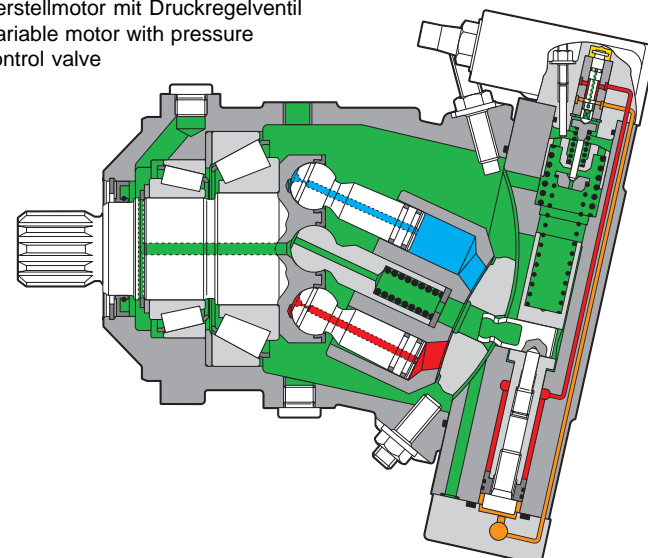 erstellmotor mit Druckregelventil
ariable motor with pressure
ontrol valve